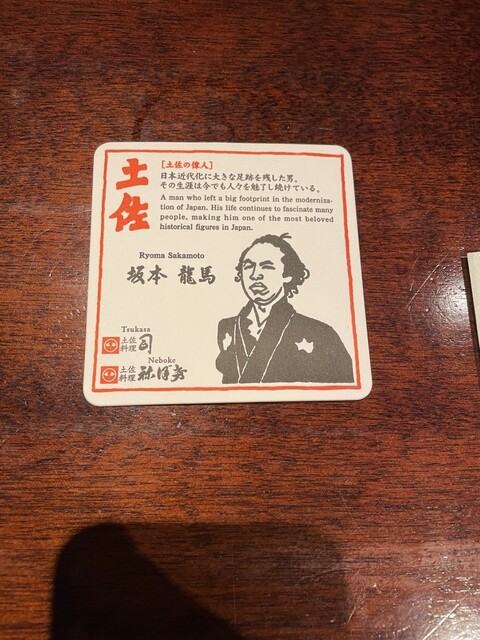 土佐
[土佐の偉人]
日本近代化に大きな足跡を残した男。
その生涯は今でも人々を魅了し続けている。
A man who left a big footprint in the moderniza-
tion of Japan. His life continues to fascinate many
people, making him one of the most beloved
historical figures in Japan.
Ryoma Sakamoto
坂本 龍馬
Tsukasa
土佐
料理 司
Neboke
土佐
料理 祢保希